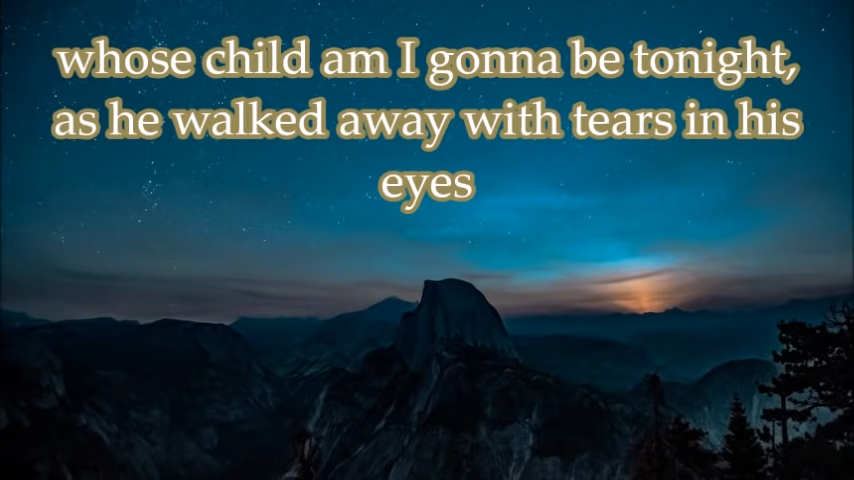 whose child am I gonna be tonight,
as he walked away with tears in his
eyes